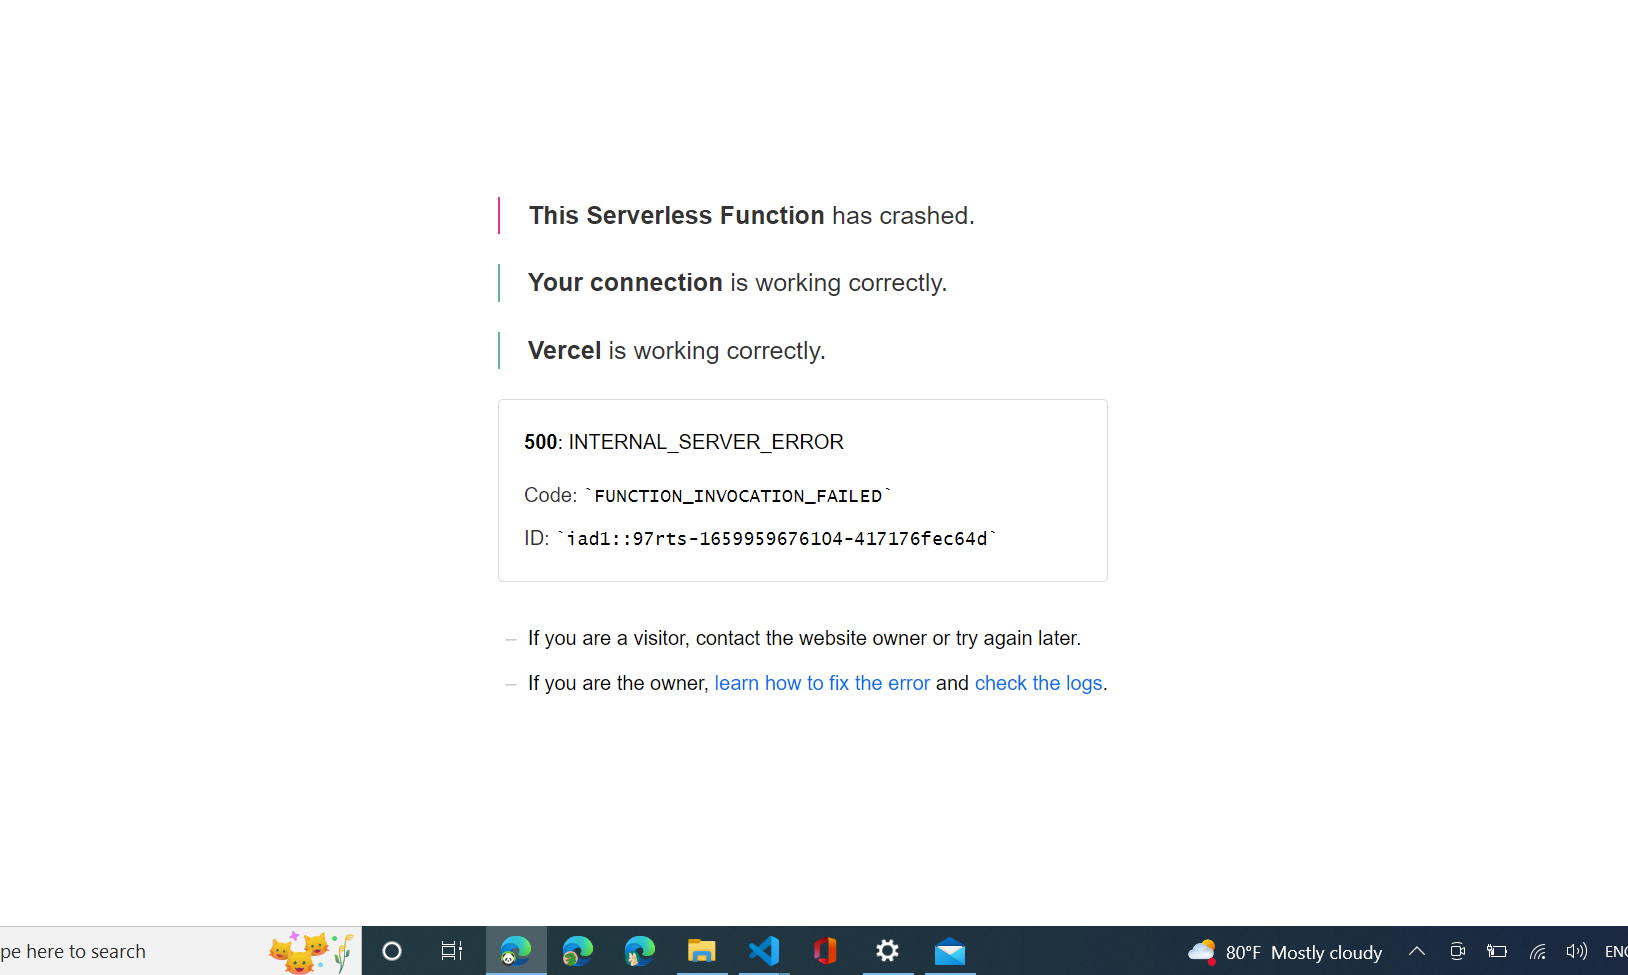 This Serverless Function has crashed.
Your connection is working correctly.
Vercel is working correctly.
500: INTERNAL_SERVER_ERROR
Code: `FUNCTION_INVOCATION_FAILED`
ID: `iad1::97rts-1659959676104-417176fec64d`
– If you are a visitor, contact the website owner or try again later.
– If you are the owner, learn how to fix the error and check the logs.
pe here to search
80°F Mostly cloudy
ENG